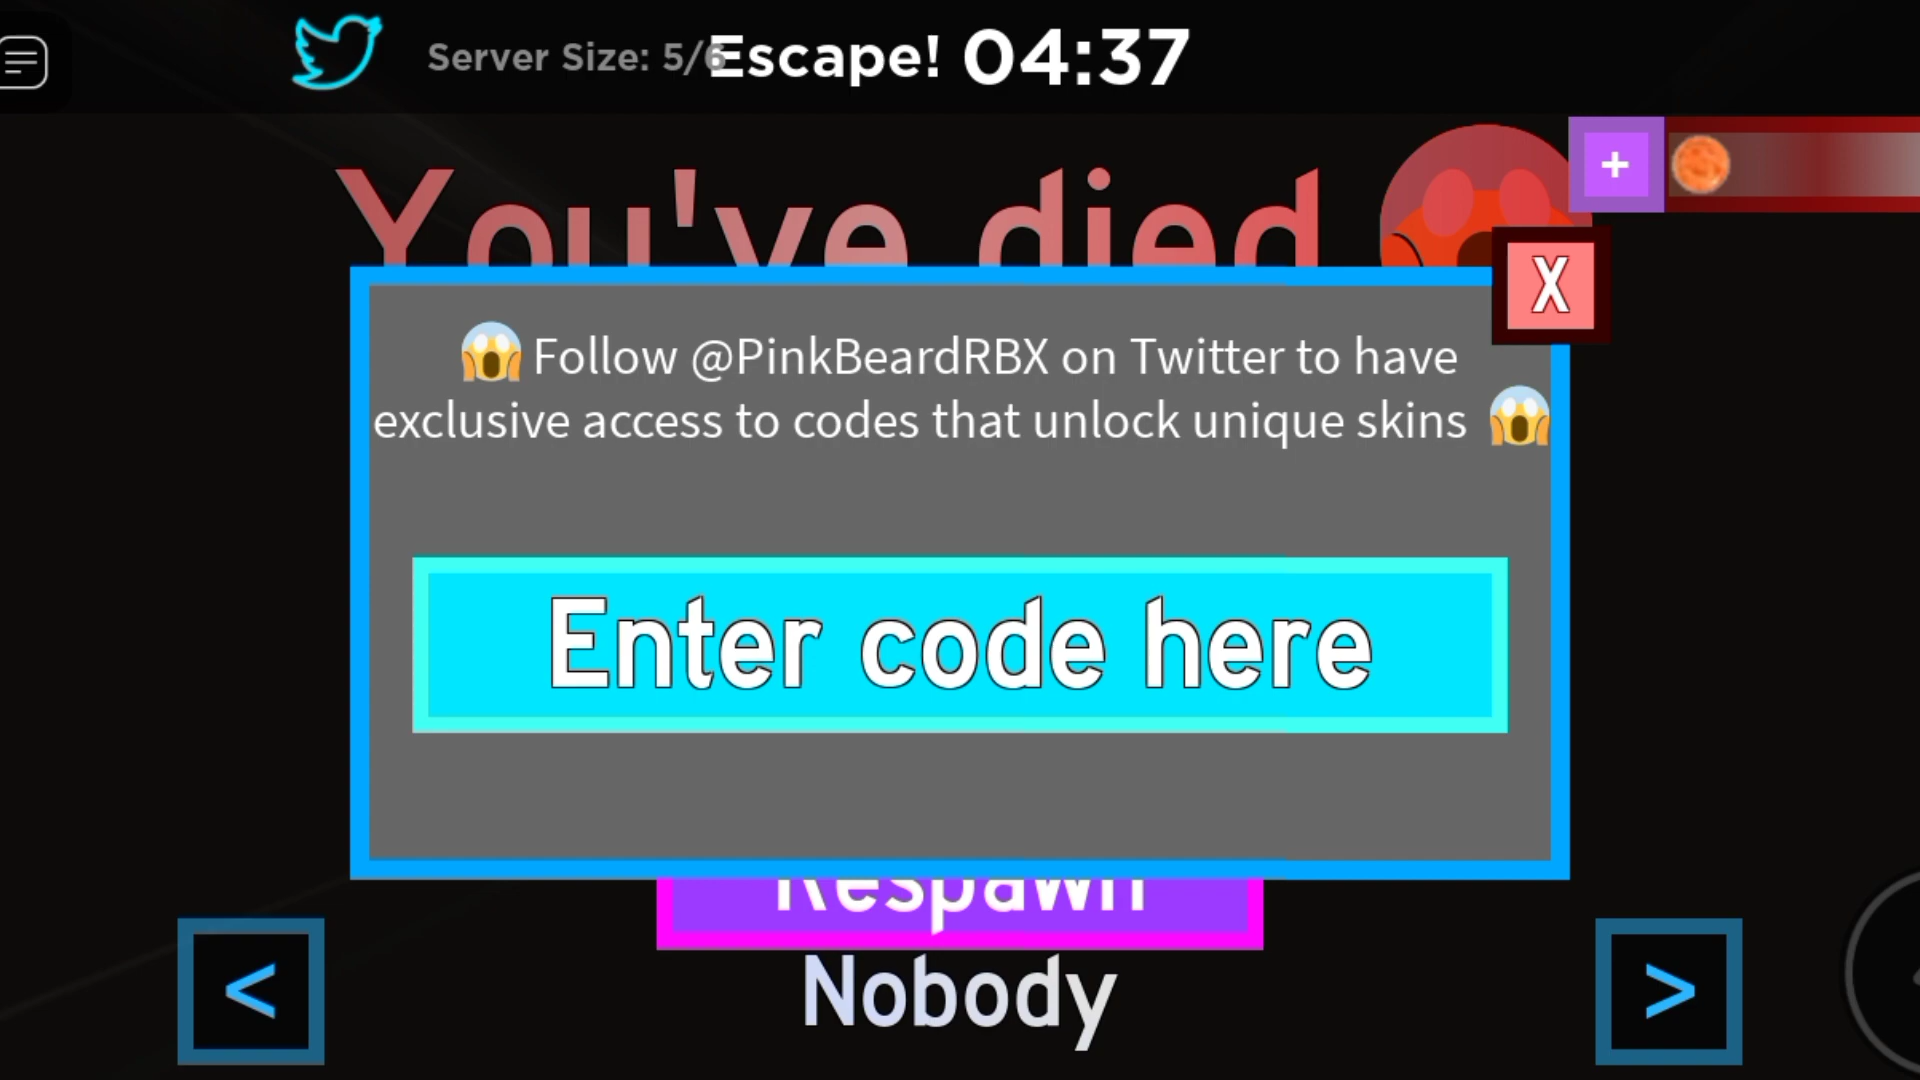 Server Size: 5/6 Escape! 04:37
You've died 😱
+
X
😱 Follow @PinkBeardRBX on Twitter to have
exclusive access to codes that unlock unique skins 😱
Enter code here
Respawn
< Nobody >